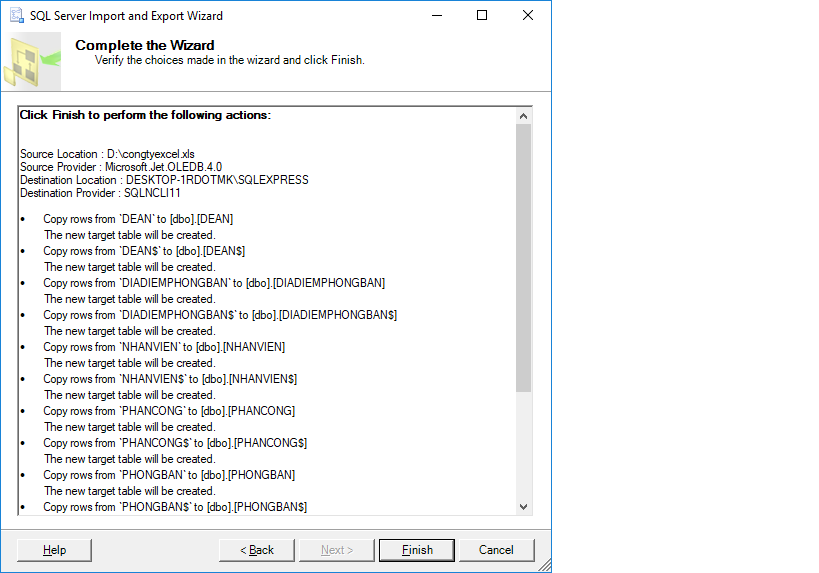 SQL Server Import and Export Wizard
Complete the Wizard
Verify the choices made in the wizard and click Finish.
Click Finish to perform the following actions:
Source Location : D:\congtyexcel.xls
Source Provider : Microsoft.Jet.OLEDB.4.0
Destination Location : DESKTOP-1RDOTMK\SQLEXPRESS
Destination Provider : SQLNCLI11
• Copy rows from `DEAN` to [dbo].[DEAN]
The new target table will be created.
• Copy rows from `DEAN$` to [dbo].[DEAN$]
The new target table will be created.
• Copy rows from `DIADIEMPHONGBAN` to [dbo].[DIADIEMPHONGBAN]
The new target table will be created.
• Copy rows from `DIADIEMPHONGBAN$` to [dbo].[DIADIEMPHONGBAN$]
The new target table will be created.
• Copy rows from `NHANVIEN` to [dbo].[NHANVIEN]
The new target table will be created.
• Copy rows from `NHANVIEN$` to [dbo].[NHANVIEN$]
The new target table will be created.
• Copy rows from `PHANCONG` to [dbo].[PHANCONG]
The new target table will be created.
• Copy rows from `PHANCONG$` to [dbo].[PHANCONG$]
The new target table will be created.
• Copy rows from `PHONGBAN` to [dbo].[PHONGBAN]
The new target table will be created.
• Copy rows from `PHONGBAN$` to [dbo].[PHONGBAN$]
Help < Back Next > Finish Cancel